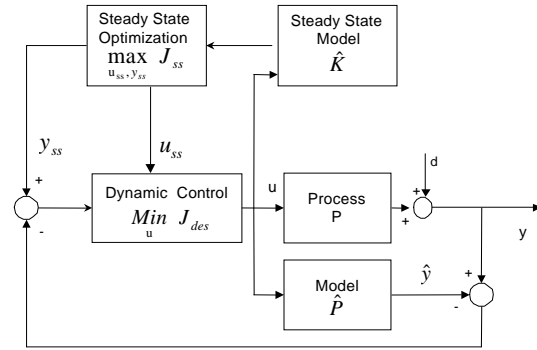 Steady State
Optimization
max J_ss
u_ss, y_ss
Steady State
Model
K̂
y_ss
u_ss
+
-
Dynamic Control
Min J_des
u
u
Process
P
d
+
+
y
Model
P̂
ŷ
+
-